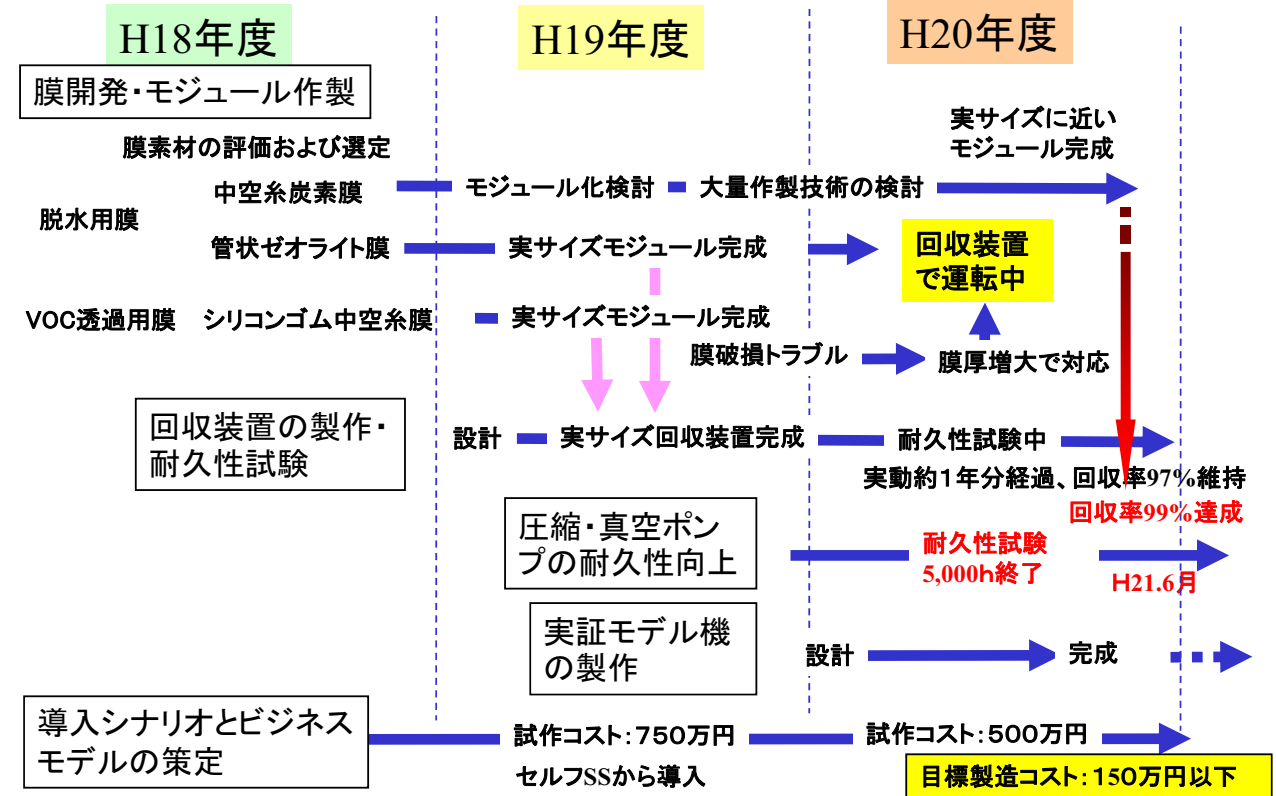 H18年度
H19年度
H20年度
膜開発・モジュール作製
膜素材の評価および選定
実サイズに近い
モジュール完成
脱水用膜
中空糸炭素膜
モジュール化検討
大量作製技術の検討
管状ゼオライト膜
実サイズモジュール完成
回収装置
で運転中
VOC透過用膜
シリコンゴム中空糸膜
実サイズモジュール完成
膜破損トラブル
膜厚増大で対応
回収装置の製作・
耐久性試験
設計
実サイズ回収装置完成
耐久性試験中
実動約1年分経過、回収率97%維持
回収率99%達成
圧縮・真空ポン
プの耐久性向上
耐久性試験
5,000h終了
H21.6月
実証モデル機
の製作
設計
完成
導入シナリオとビジネス
モデルの策定
試作コスト：750万円
セルフSSから導入
試作コスト：500万円
目標製造コスト：150万円以下